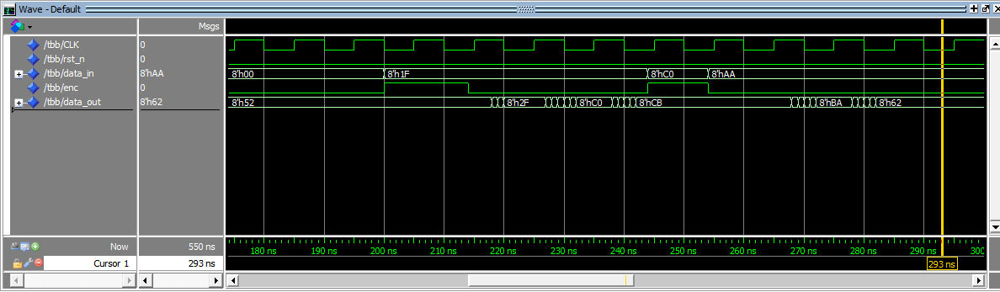 Wave - Default
Msgs
/tbb/CLK 0
/tbb/rst_n 0
/tbb/data_in 8'hAA 8'h00 8'h1F 8'hC0 8'hAA
/tbb/enc 0
/tbb/data_out 8'h62 8'h52 8'h2F 8'hC0 8'hCB 8'hBA 8'h62
Now 550 ns 180 ns 190 ns 200 ns 210 ns 220 ns 230 ns 240 ns 250 ns 260 ns 270 ns 280 ns 290 ns 300
Cursor 1 293 ns 293 ns